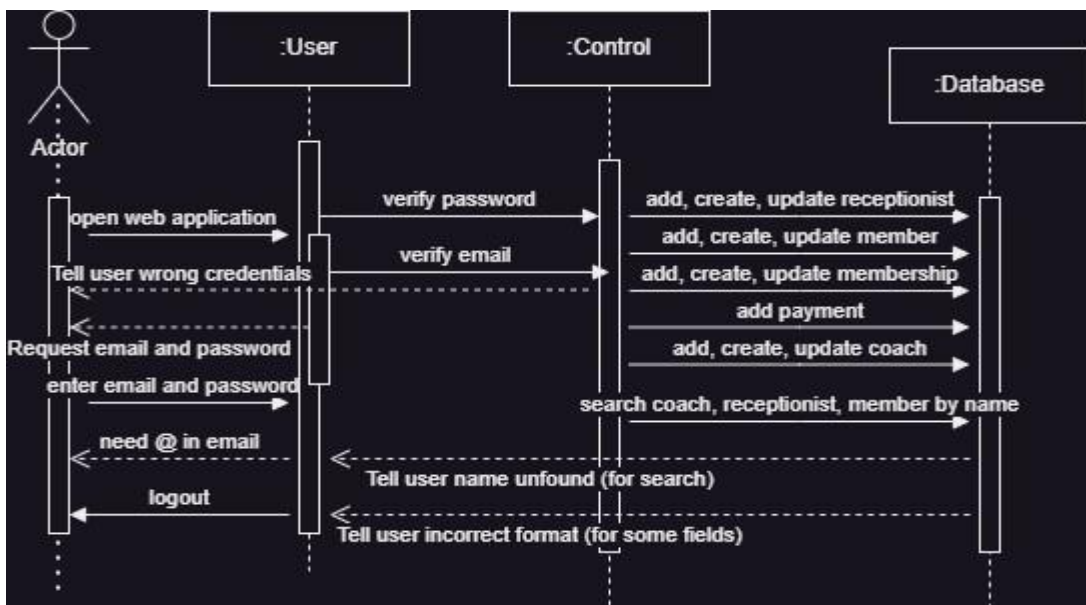 :User
:Control
:Database
Actor
verify password
add, create, update receptionist
open web application
add, create, update member
verify email
Tell user wrong credentials
add, create, update membership
add payment
Request email and password
add, create, update coach
enter email and password
search coach, receptionist, member by name
need @ in email
Tell user name unfound (for search)
logout
Tell user incorrect format (for some fields)